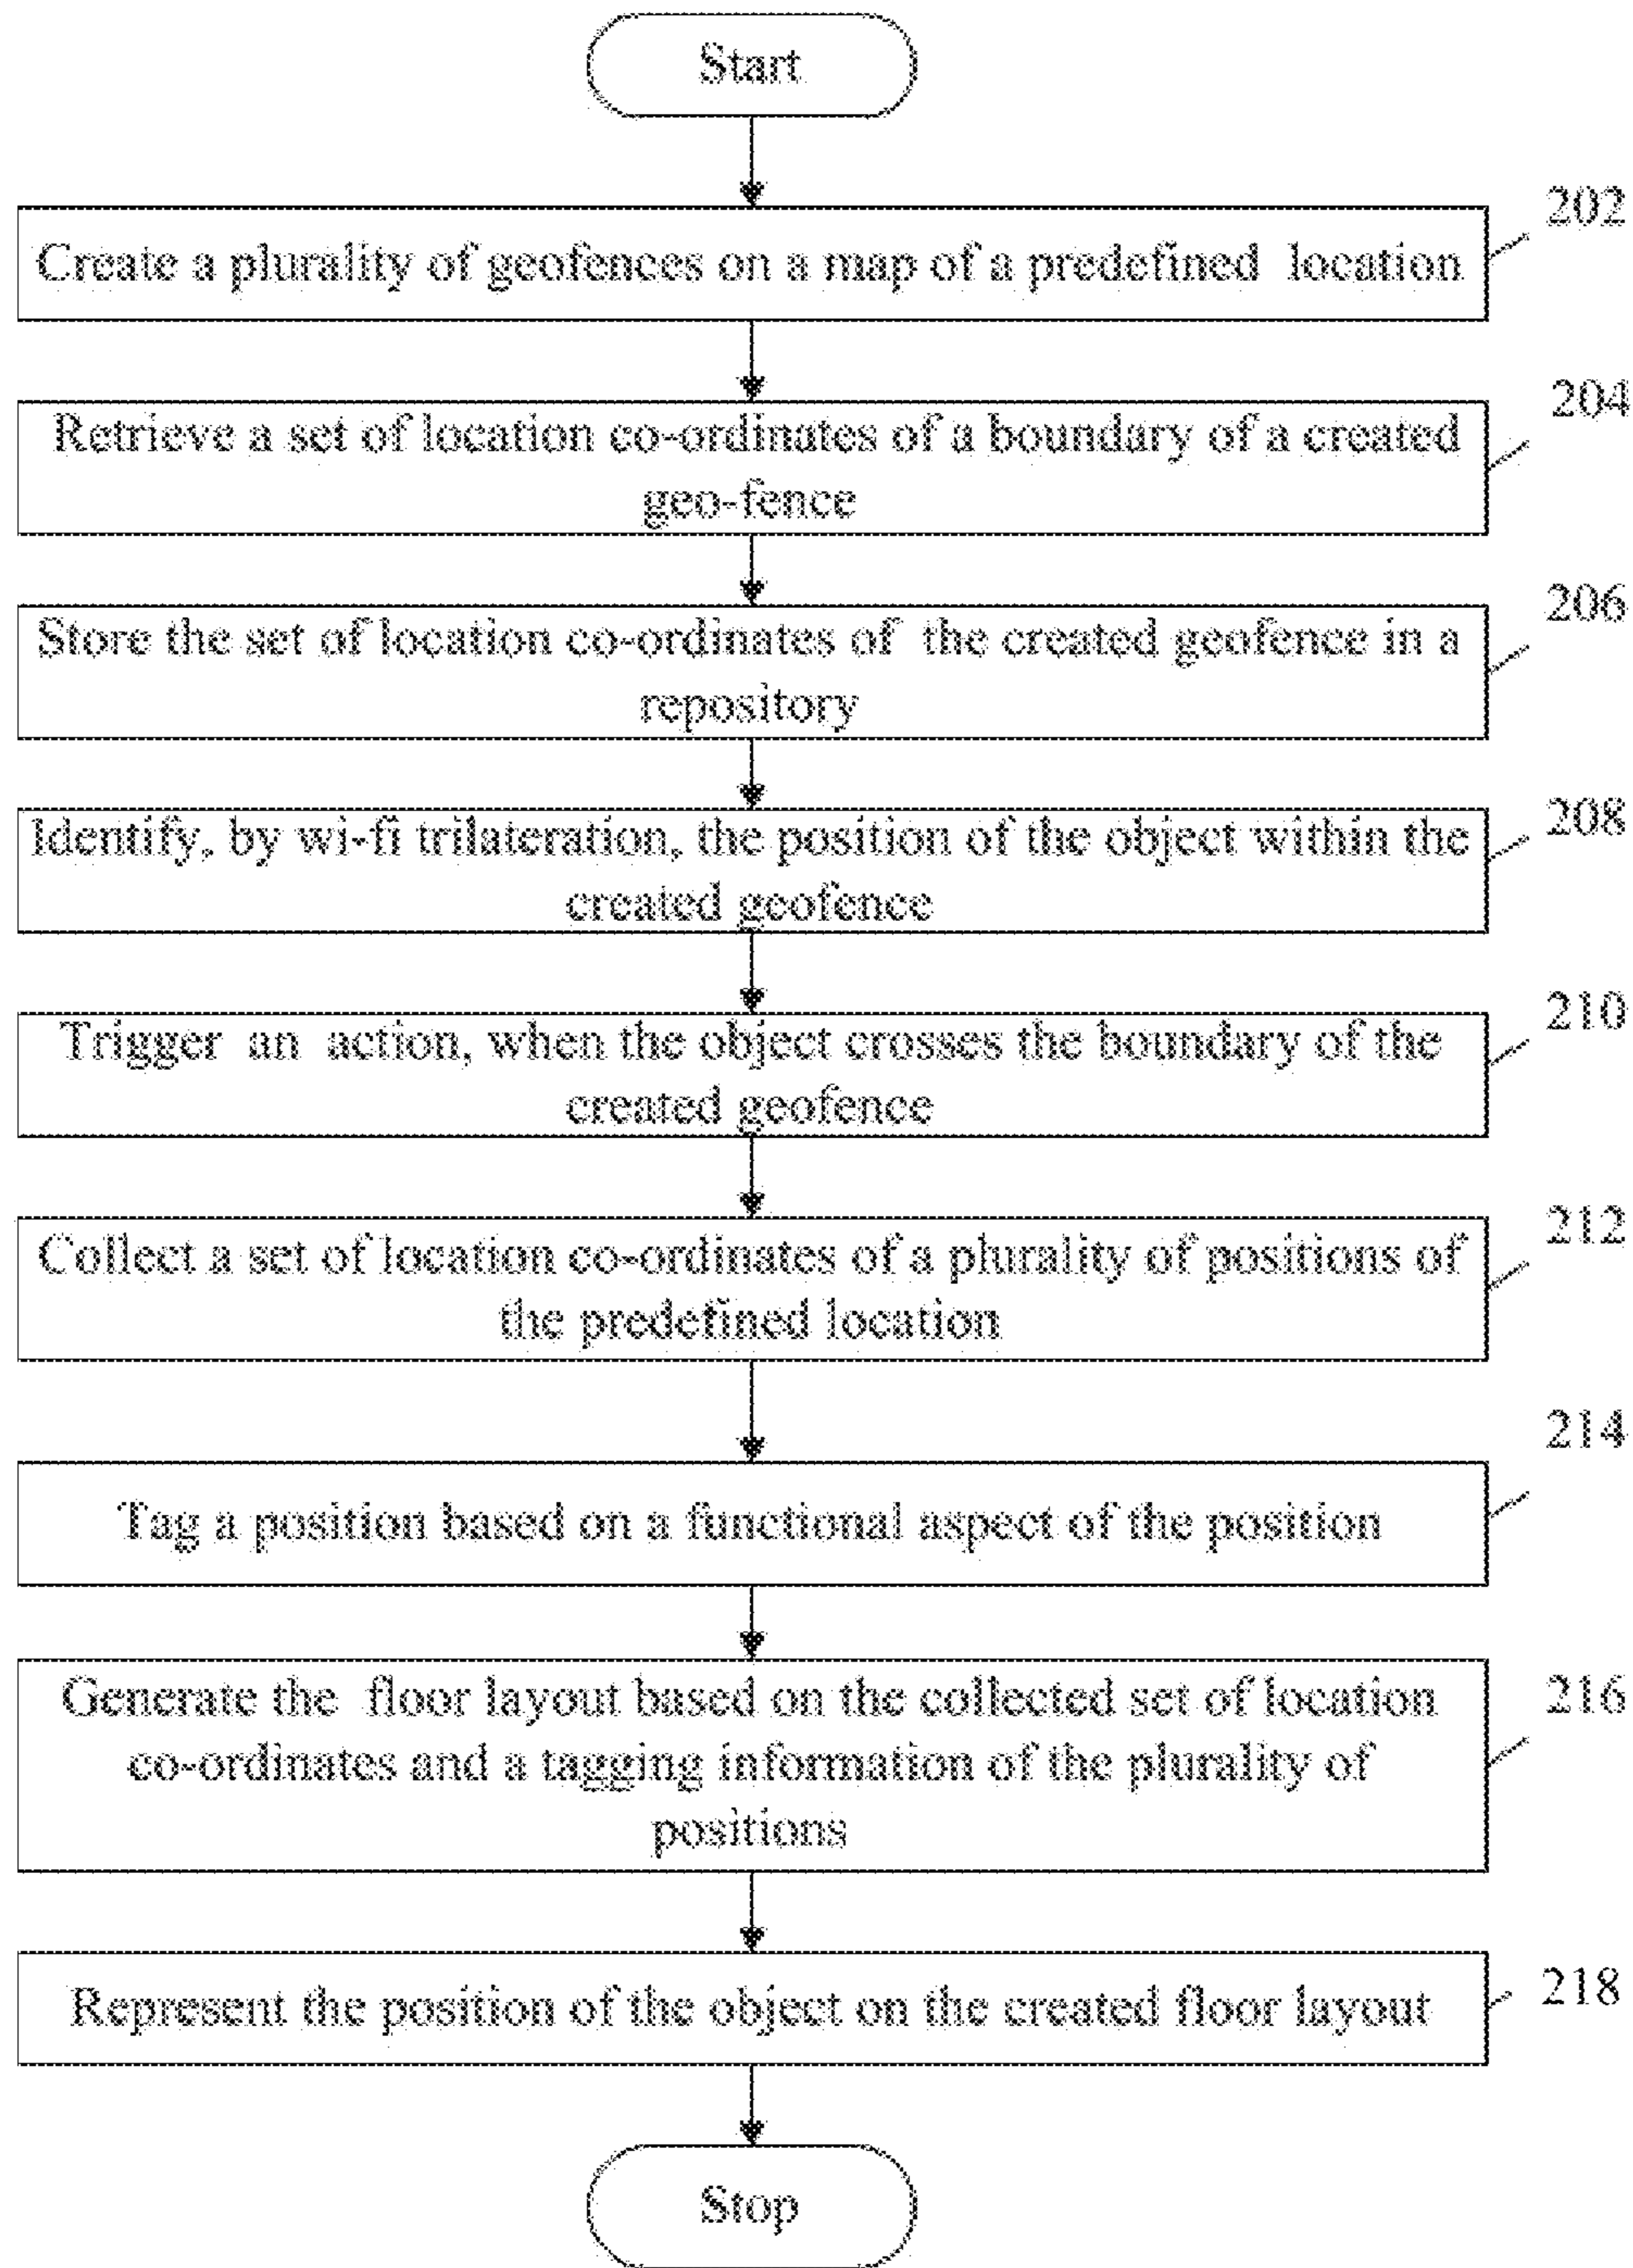 Start
202
Create a plurality of geofences on a map of a predefined location
204
Retrieve a set of location co-ordinates of a boundary of a created
geo-fence
206
Store the set of location co-ordinates of the created geofence in a
repository
208
Identify, by wi-fi trilateration, the position of the object within the
created geofence
210
Trigger an action, when the object crosses the boundary of the
created geofence
212
Collect a set of location co-ordinates of a plurality of positions of
the predefined location
214
Tag a position based on a functional aspect of the position
216
Generate the floor layout based on the collected set of location
co-ordinates and a tagging information of the plurality of
positions
218
Represent the position of the object on the created floor layout
Stop